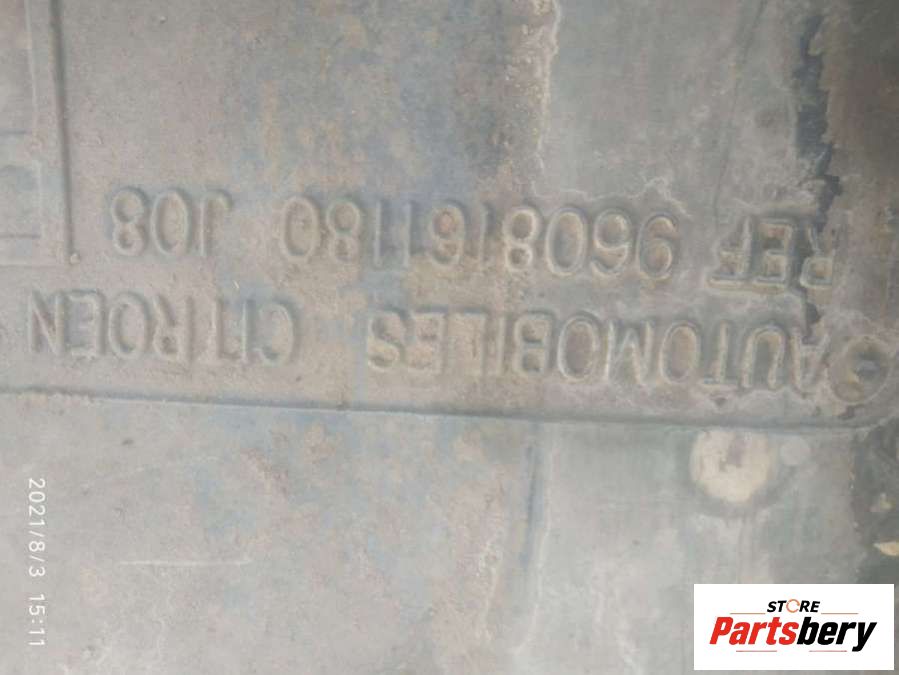 AUTOMOBILES CITROEN
REF 9608161180 J08
2021/8/3 15:11
STORE
Partsbery